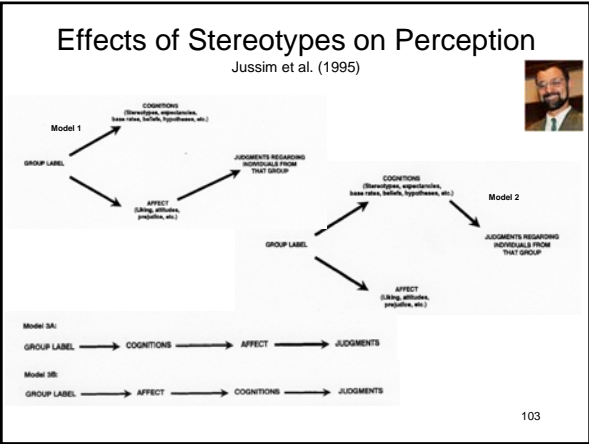 Effects of Stereotypes on Perception
Jussim et al. (1995)
Model 1
COGNITIONS
(Stereotypes, expectancies,
base rates, beliefs, hypotheses, etc.)
GROUP LABEL
JUDGMENTS REGARDING
INDIVIDUALS FROM
THAT GROUP
AFFECT
(Liking, attitudes,
prejudice, etc.)
COGNITIONS
(Stereotypes, expectancies,
base rates, beliefs, hypotheses, etc.)
Model 2
GROUP LABEL
JUDGMENTS REGARDING
INDIVIDUALS FROM
THAT GROUP
AFFECT
(Liking, attitudes,
prejudice, etc.)
Model 3A:
GROUP LABEL COGNITIONS AFFECT JUDGMENTS
Model 3B:
GROUP LABEL AFFECT COGNITIONS JUDGMENTS
103